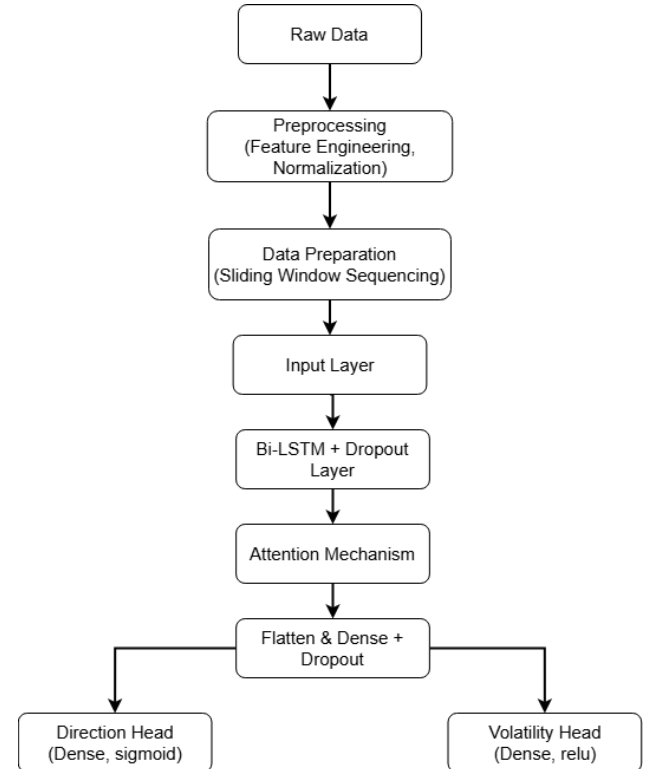 Raw Data
Preprocessing
(Feature Engineering,
Normalization)
Data Preparation
(Sliding Window Sequencing)
Input Layer
Bi-LSTM + Dropout
Layer
Attention Mechanism
Flatten & Dense +
Dropout
Direction Head
(Dense, sigmoid)
Volatility Head
(Dense, relu)